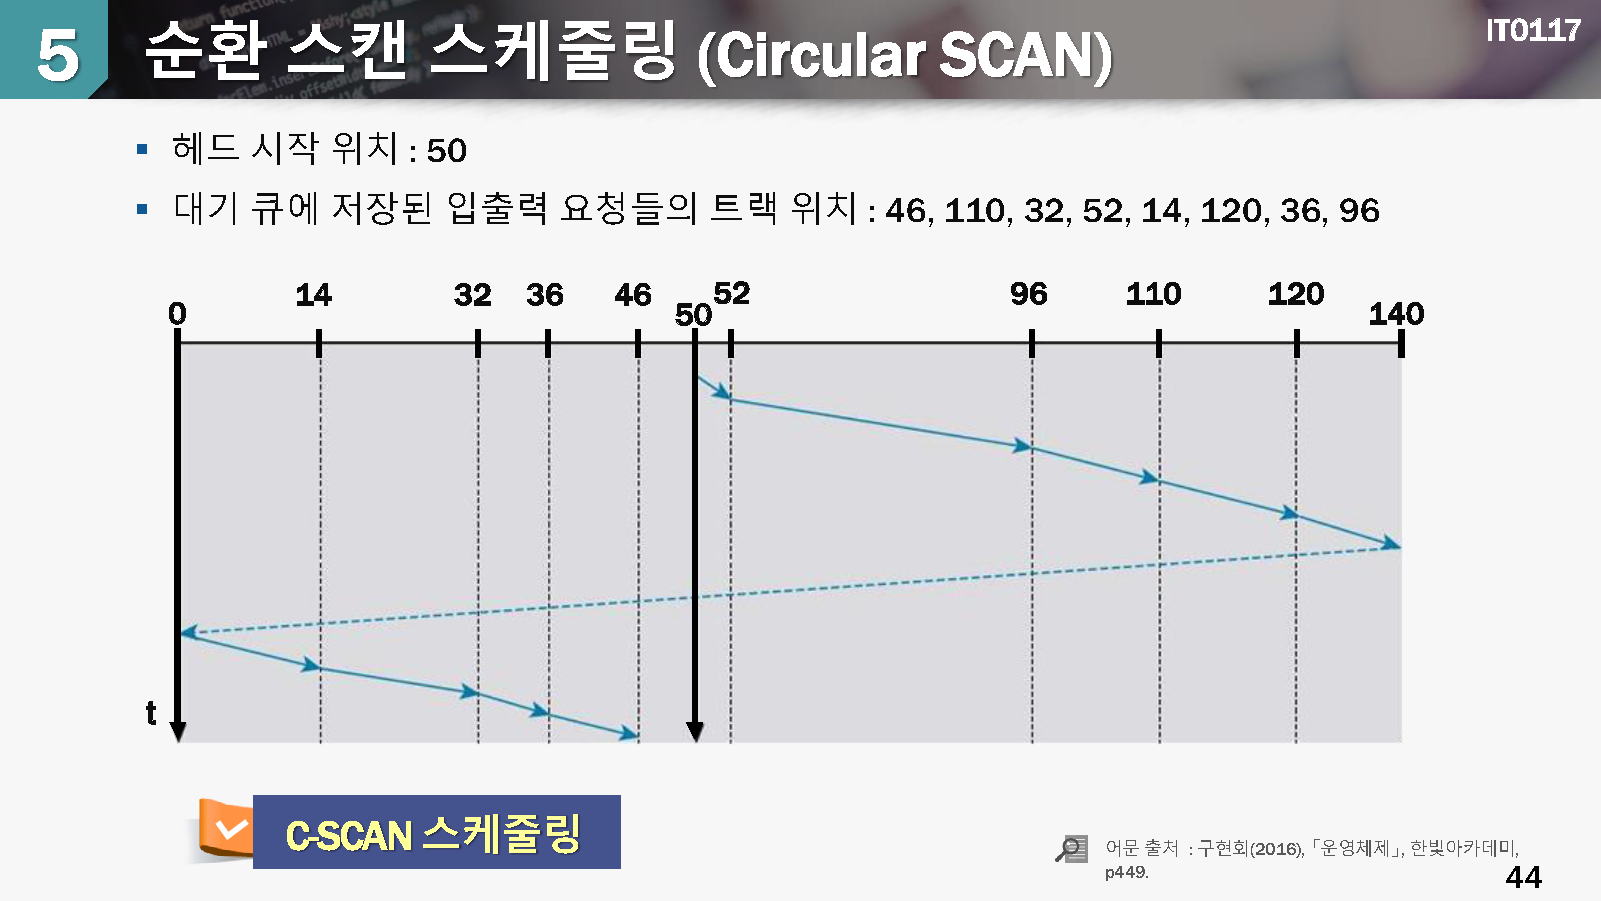 5
순환 스캔 스케줄링 (Circular SCAN)
IT0117
▪ 헤드 시작 위치 : 50
▪ 대기 큐에 저장된 입출력 요청들의 트랙 위치 : 46, 110, 32, 52, 14, 120, 36, 96
0 14 32 36 46 50 52 96 110 120 140
t
C-SCAN 스케줄링
어문 출처 : 구현회(2016), 「운영체제」, 한빛아카데미,
p449.
44